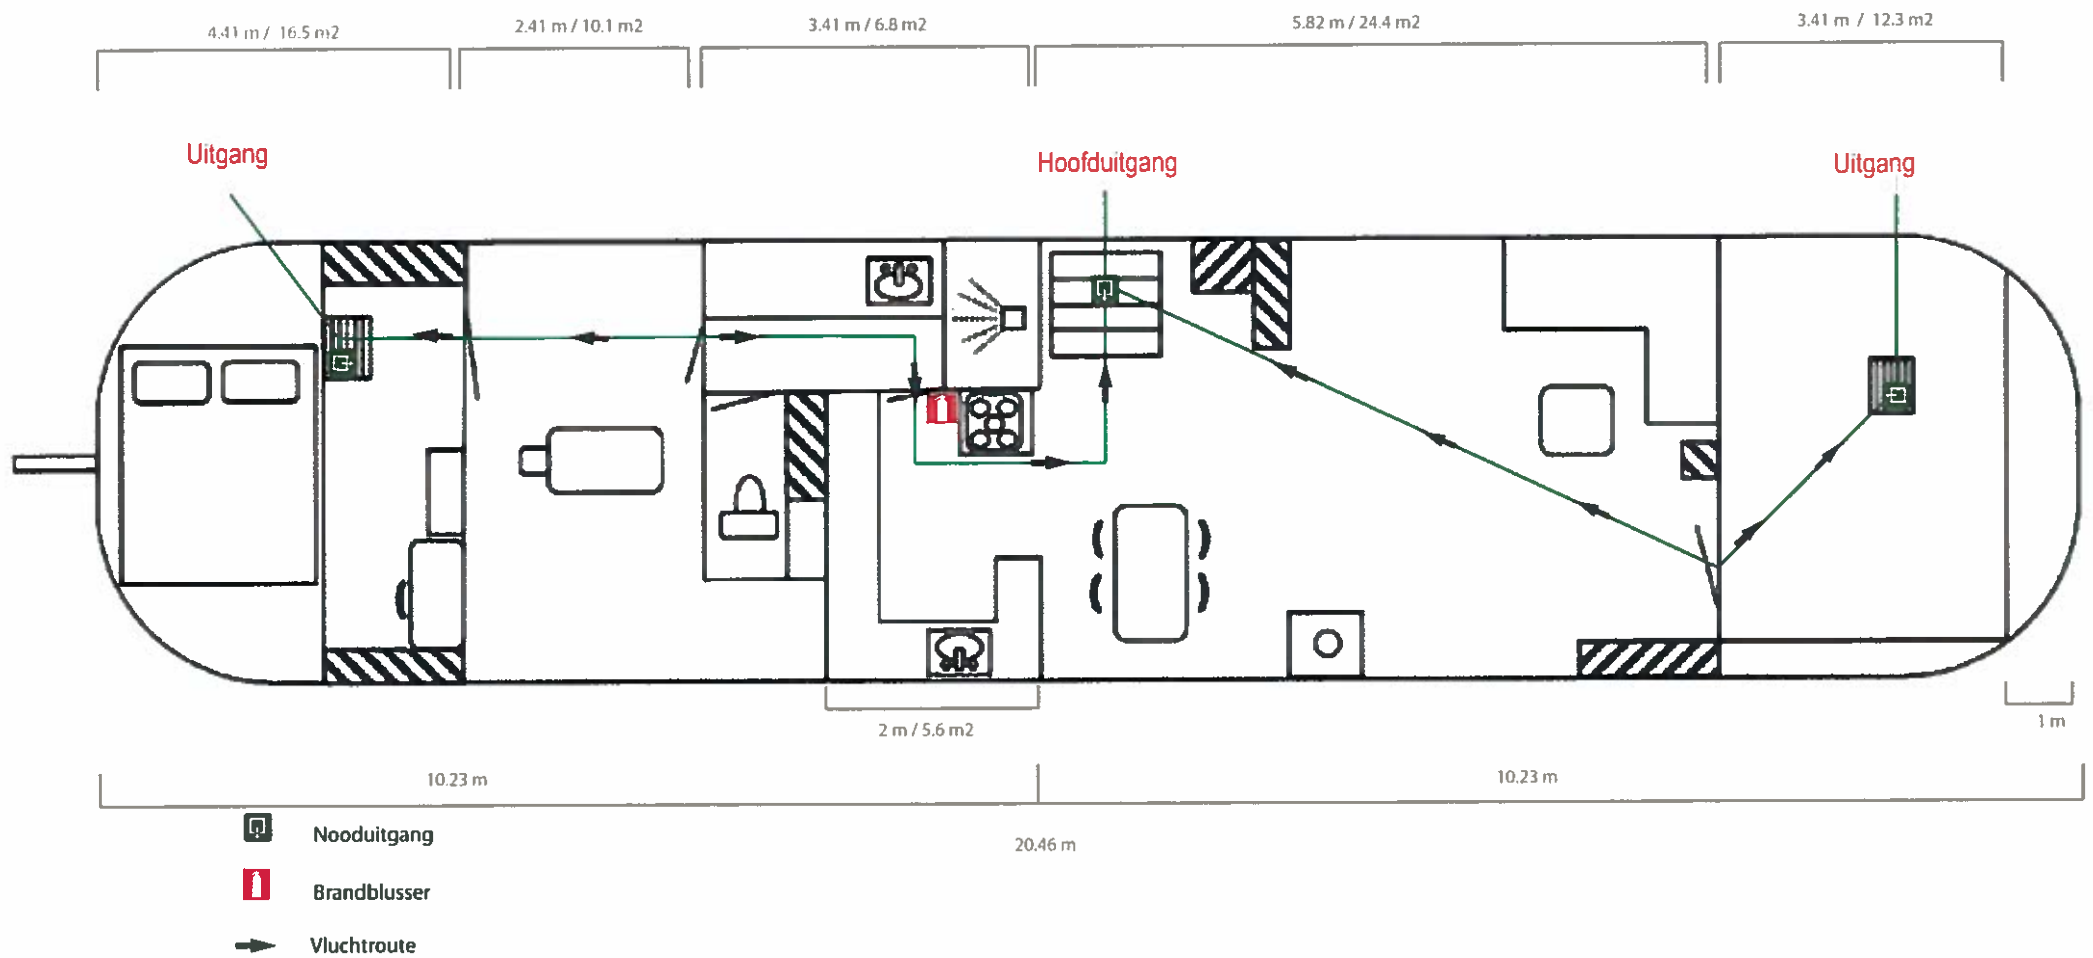 4.41 m / 16.5 m2
2.41 m / 10.1 m2
3.41 m / 6.8 m2
5.82 m / 24.4 m2
3.41 m / 12.3 m2
Uitgang
Hoofduitgang
Uitgang
2 m / 5.6 m2
1 m
10.23 m
10.23 m
20.46 m
Nooduitgang
Brandblusser
Vluchtroute